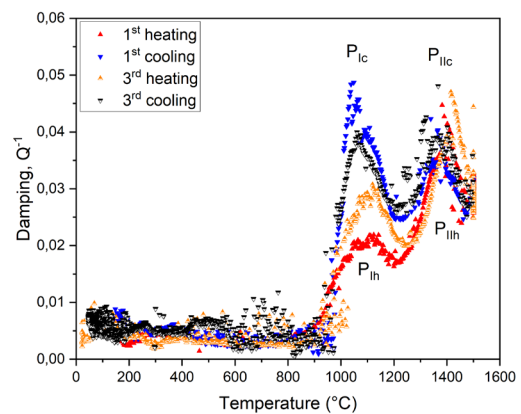 1st heating
1st cooling
3rd heating
3rd cooling
PIc
PIIc
PIh
PIIh
0,06
0,05
0,04
0,03
0,02
0,01
0,00
Damping, Q-1
0 200 400 600 800 1000 1200 1400 1600
Temperature (°C)